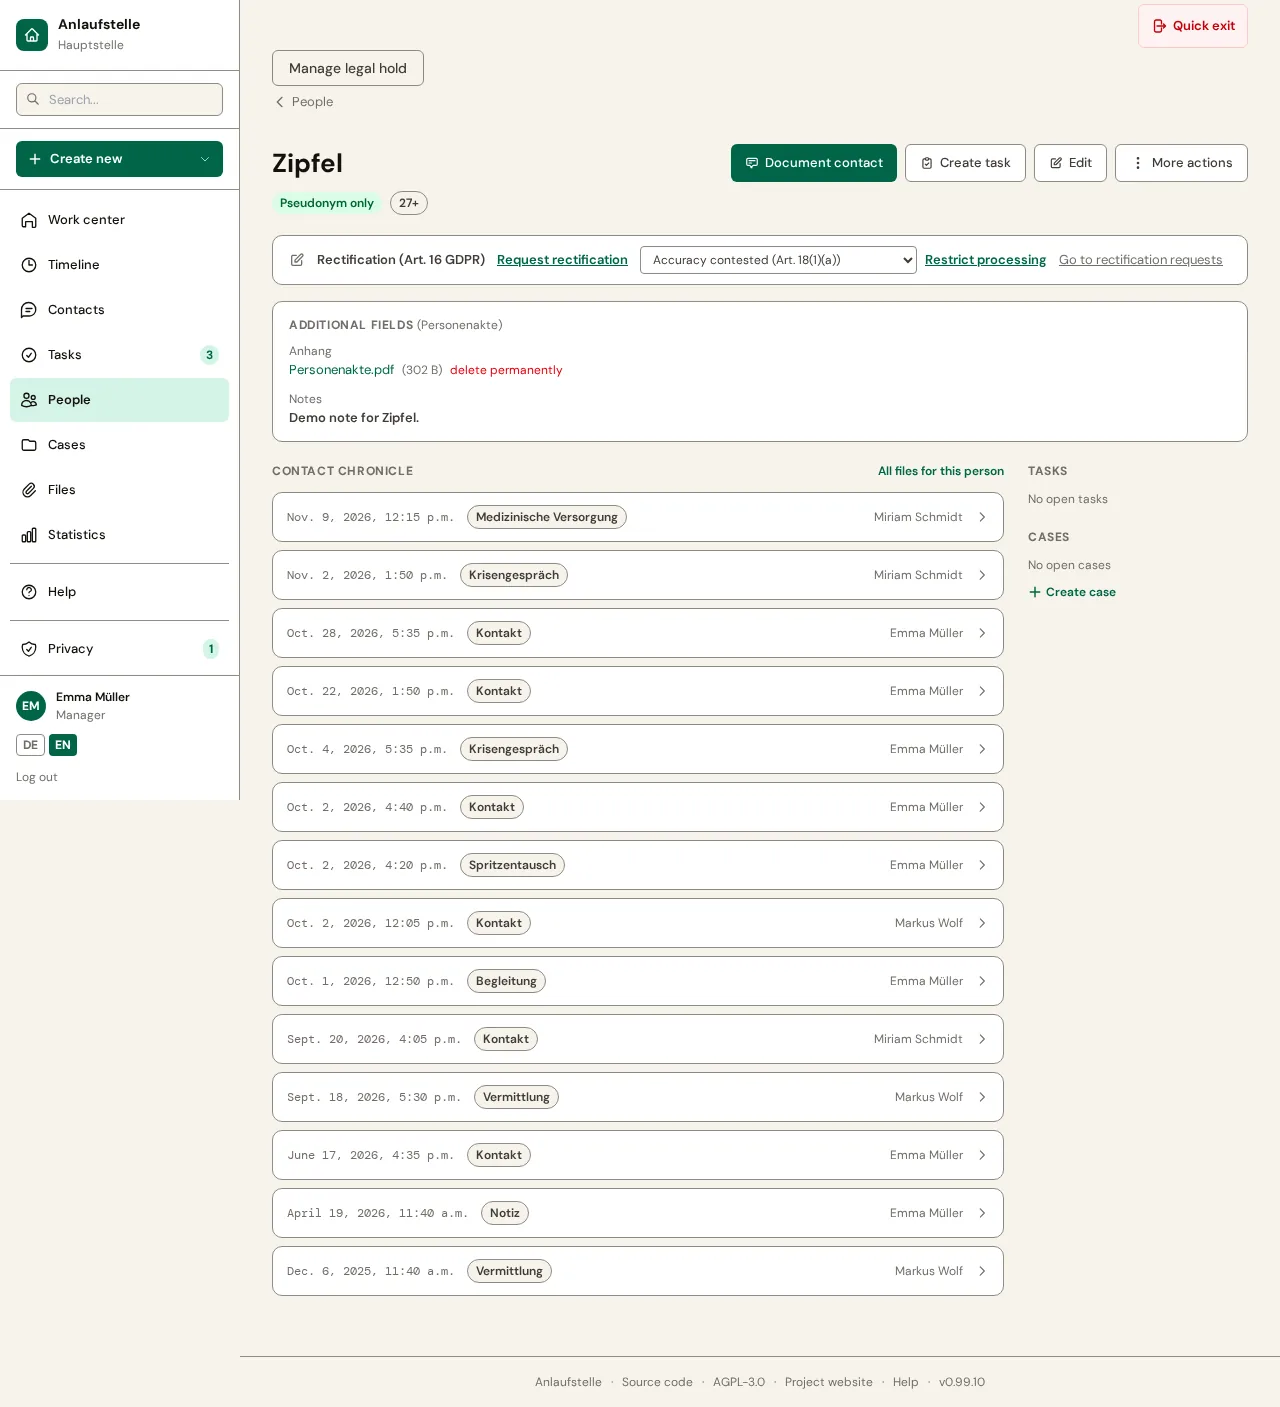 Anlaufstelle
Hauptstelle
Search...
Create new
Work center
Timeline
Contacts
Tasks 3
People
Cases
Files
Statistics
Help
Privacy 1
EM Emma Müller
Manager
DE EN
Log out
Quick exit
Manage legal hold
People
Zipfel
Document contact Create task Edit More actions
Pseudonym only 27+
Rectification (Art. 16 GDPR) Request rectification Accuracy contested (Art. 18(1)(a)) Restrict processing Go to rectification requests
ADDITIONAL FIELDS (Personenakte)
Anhang
Personenakte.pdf (302 B) delete permanently
Notes
Demo note for Zipfel.
CONTACT CHRONICLE All files for this person
Nov. 9, 2026, 12:15 p.m. Medizinische Versorgung Miriam Schmidt
Nov. 2, 2026, 1:50 p.m. Krisengespräch Miriam Schmidt
Oct. 28, 2026, 5:35 p.m. Kontakt Emma Müller
Oct. 22, 2026, 1:50 p.m. Kontakt Emma Müller
Oct. 4, 2026, 5:35 p.m. Krisengespräch Emma Müller
Oct. 2, 2026, 4:40 p.m. Kontakt Emma Müller
Oct. 2, 2026, 4:20 p.m. Spritzentausch Emma Müller
Oct. 2, 2026, 12:05 p.m. Kontakt Markus Wolf
Oct. 1, 2026, 12:50 p.m. Begleitung Emma Müller
Sept. 20, 2026, 4:05 p.m. Kontakt Miriam Schmidt
Sept. 18, 2026, 5:30 p.m. Vermittlung Markus Wolf
June 17, 2026, 4:35 p.m. Kontakt Emma Müller
April 19, 2026, 11:40 a.m. Notiz Emma Müller
Dec. 6, 2025, 11:40 a.m. Vermittlung Markus Wolf
TASKS
No open tasks
CASES
No open cases
Create case
Anlaufstelle · Source code · AGPL-3.0 · Project website · Help · v0.99.10